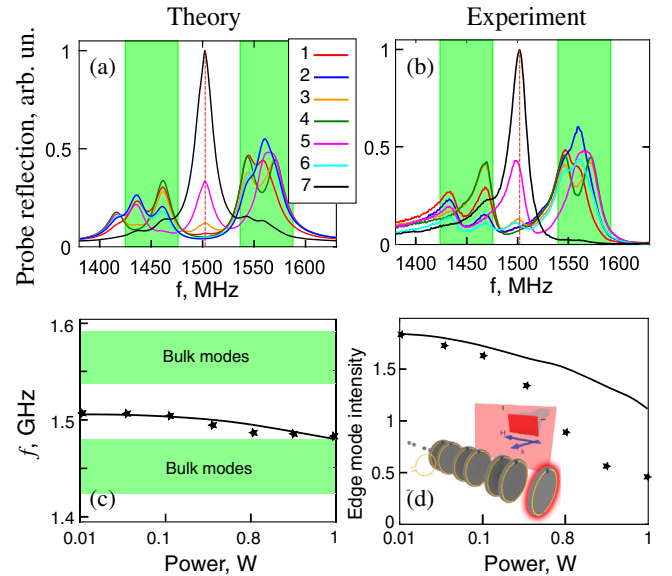 Theory
Experiment
Probe reflection, arb. un.
(a)
1
0.5
0
1
2
3
4
5
6
7
1400 1450 1500 1550 1600
f, MHz
(b)
1
0.5
0
1400 1450 1500 1550 1600
f, MHz
f, GHz
1.6
1.5
1.4
Bulk modes
Bulk modes
(c)
0.01 0.1 0.8 1
Power, W
Edge mode intensity
2
1.5
1
0.5
0
H
k
(d)
0.01 0.1 0.8 1
Power, W